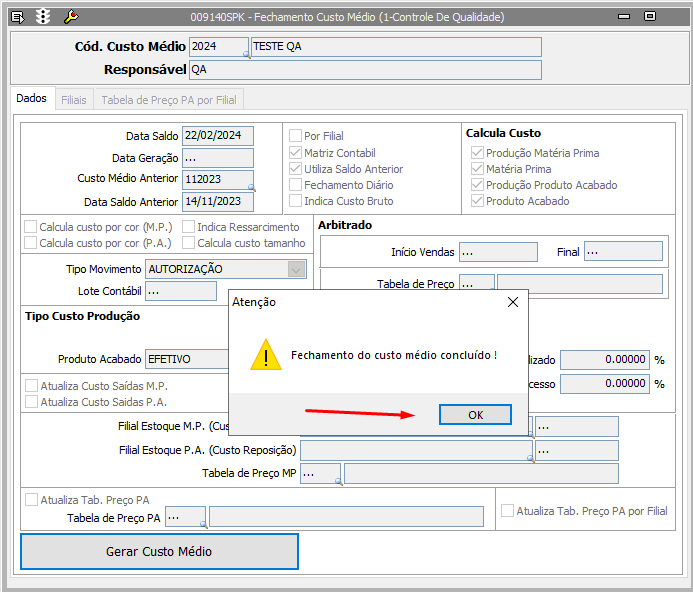 009140SPK - Fechamento Custo Médio (1-Controle De Qualidade)
Cód. Custo Médio 2024 TESTE QA
Responsável QA
Dados Filiais Tabela de Preço PA por Filial
Data Saldo 22/02/2024
Data Geração ...
Custo Médio Anterior 112023
Data Saldo Anterior 14/11/2023
Por Filial
Matriz Contabil
Utiliza Saldo Anterior
Fechamento Diário
Indica Custo Bruto
Calcula Custo
Produção Matéria Prima
Matéria Prima
Produção Produto Acabado
Produto Acabado
Calcula custo por cor (M.P.) Indica Ressarcimento
Calcula custo por cor (P.A.) Calcula custo tamanho
Tipo Movimento AUTORIZAÇÃO
Lote Contábil ...
Arbitrado
Início Vendas ... Final ...
Tabela de Preço ...
Tipo Custo Produção
Produto Acabado EFETIVO
Atenção
Fechamento do custo médio concluído !
OK
lizado 0.00000 %
cesso 0.00000 %
Atualiza Custo Saídas M.P.
Atualiza Custo Saidas P.A.
Filial Estoque M.P. (Cus ...
Filial Estoque P.A. (Custo Reposição) ...
Tabela de Preço MP ...
Atualiza Tab. Preço PA
Tabela de Preço PA ...
Atualiza Tab. Preço PA por Filial
Gerar Custo Médio